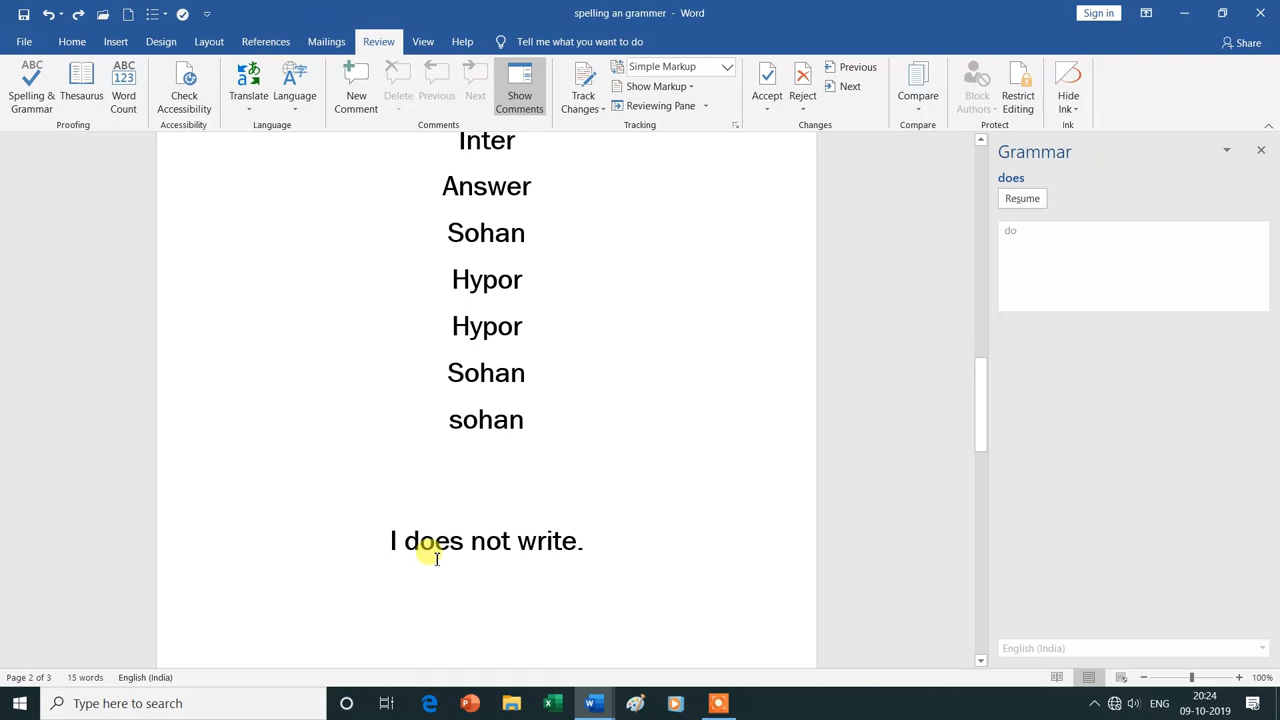 spelling an grammer - Word
Sign in
File Home Insert Design Layout References Mailings Review View Help Tell me what you want to do Share
ABC Spelling & Grammar
Thesaurus
ABC 123 Word Count
Proofing
Check Accessibility
Accessibility
Translate
Language
Language
New Comment
Delete
Previous
Next
Show Comments
Comments
Track Changes
Simple Markup
Show Markup
Reviewing Pane
Tracking
Accept
Reject
Previous
Next
Changes
Compare
Compare
Block Authors
Restrict Editing
Protect
Hide Ink
Ink
Inter
Answer
Sohan
Hypor
Hypor
Sohan
sohan
I does not write.
Grammar
does
Resume
do
English (India)
Page 2 of 3 15 words English (India) 100%
Type here to search
ENG
20:24
09-10-2019